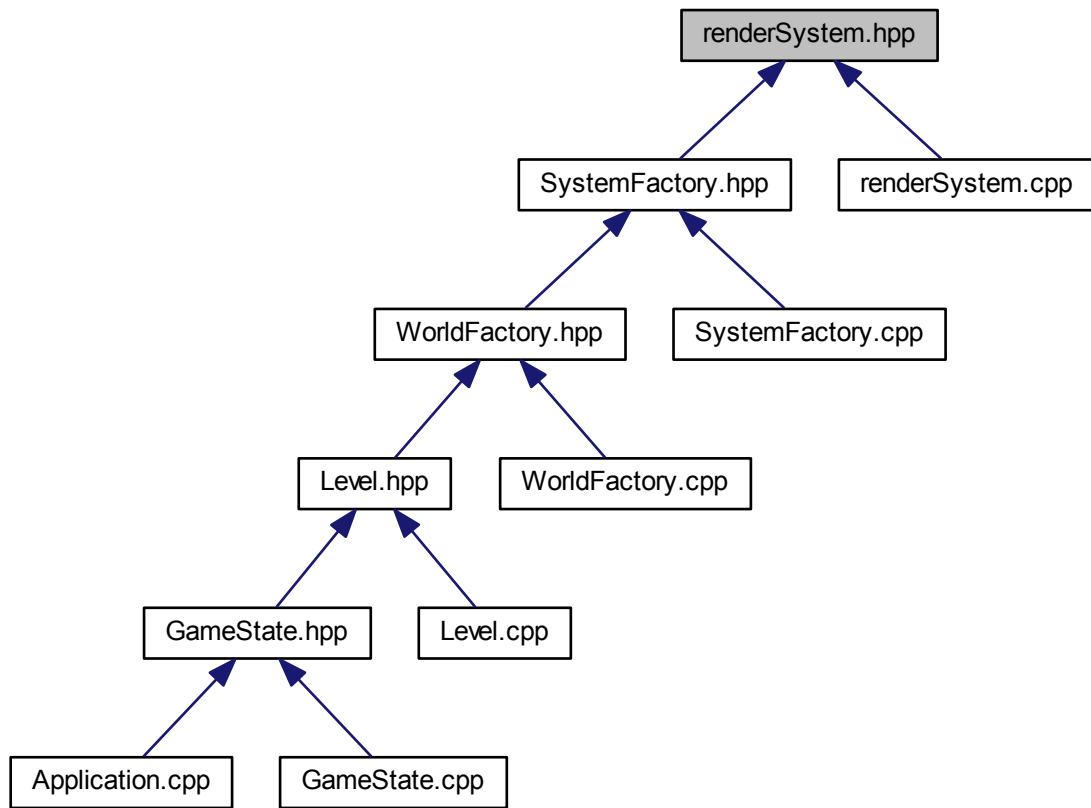 renderSystem.hpp
SystemFactory.hpp
renderSystem.cpp
WorldFactory.hpp
SystemFactory.cpp
Level.hpp
WorldFactory.cpp
GameState.hpp
Level.cpp
Application.cpp
GameState.cpp